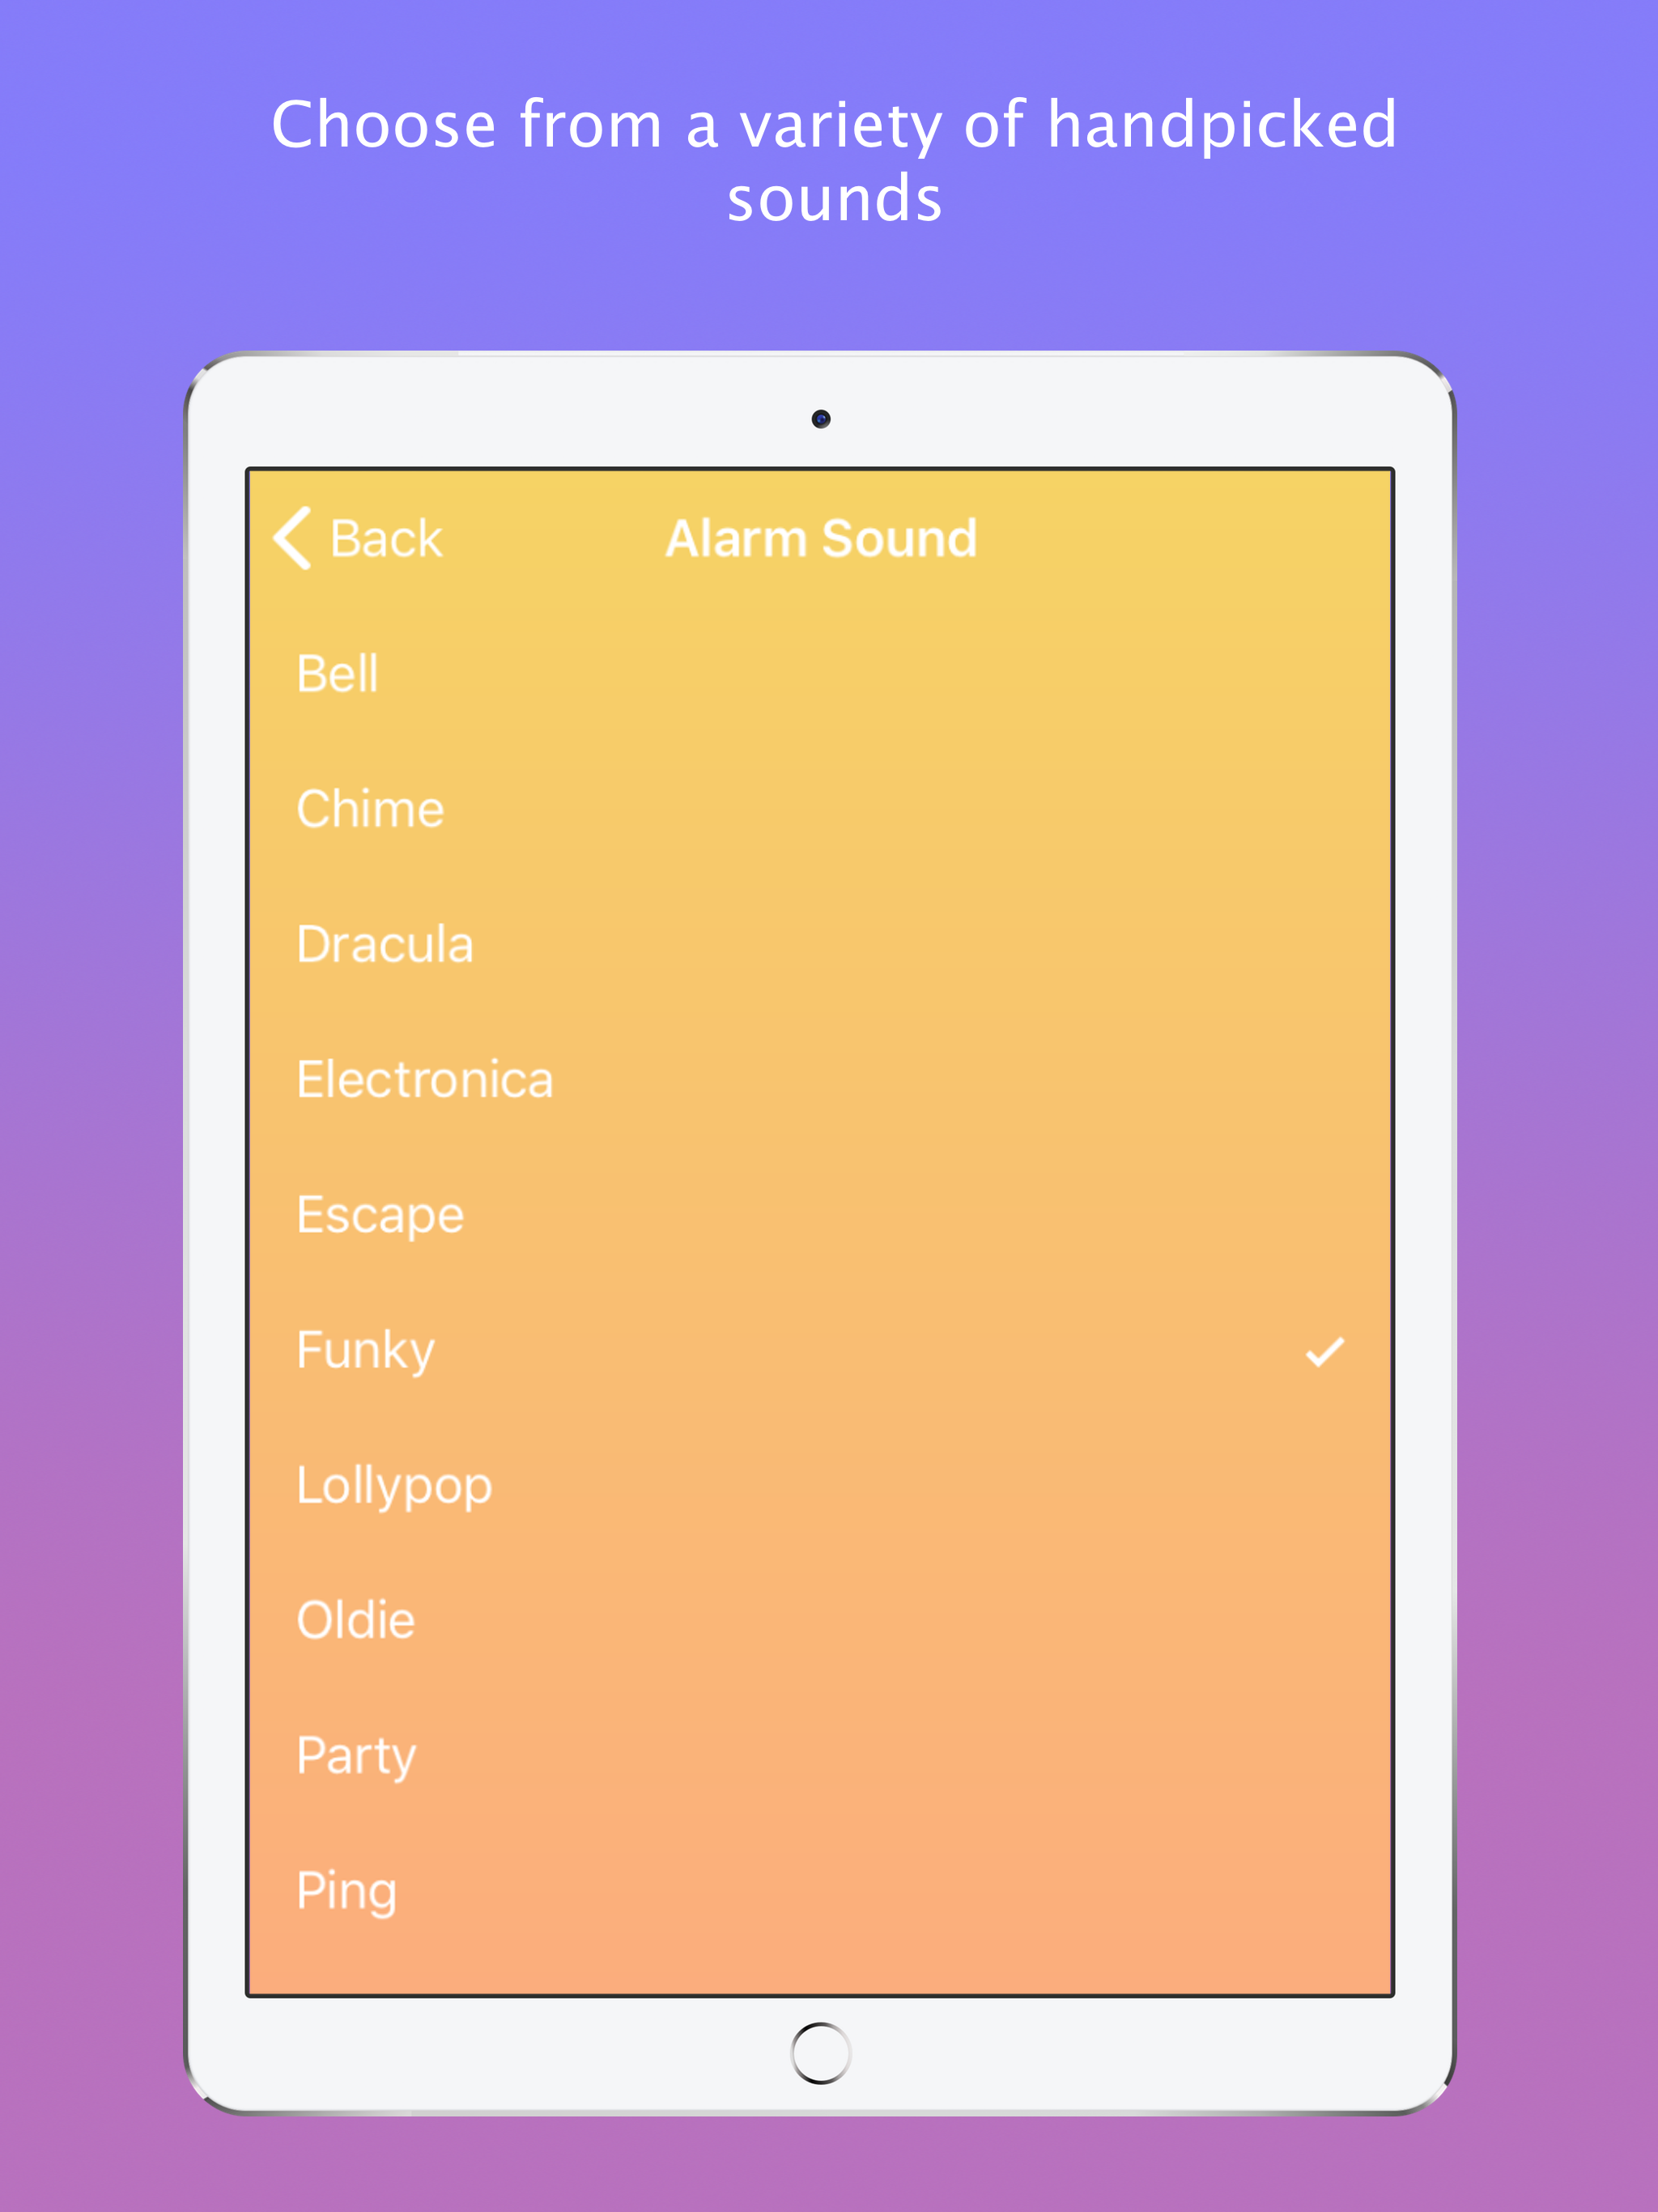 Choose from a variety of handpicked
sounds
Back
Alarm Sound
Bell
Chime
Dracula
Electronica
Escape
Funky
Lollypop
Oldie
Party
Ping